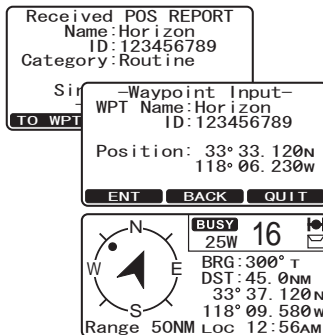 Received POS REPORT
Name:Horizon
ID:123456789
Category:Routine
TO WPT
-Waypoint Input-
WPT Name:Horizon
ID:123456789
Position: 33°33.120N
118°06.230W
ENT BACK QUIT
N
W E
S
Range 50NM
BUSY
25W 16
BRG:300°T
DST:45.0NM
33°37.120N
118°09.580W
LOC 12:56AM